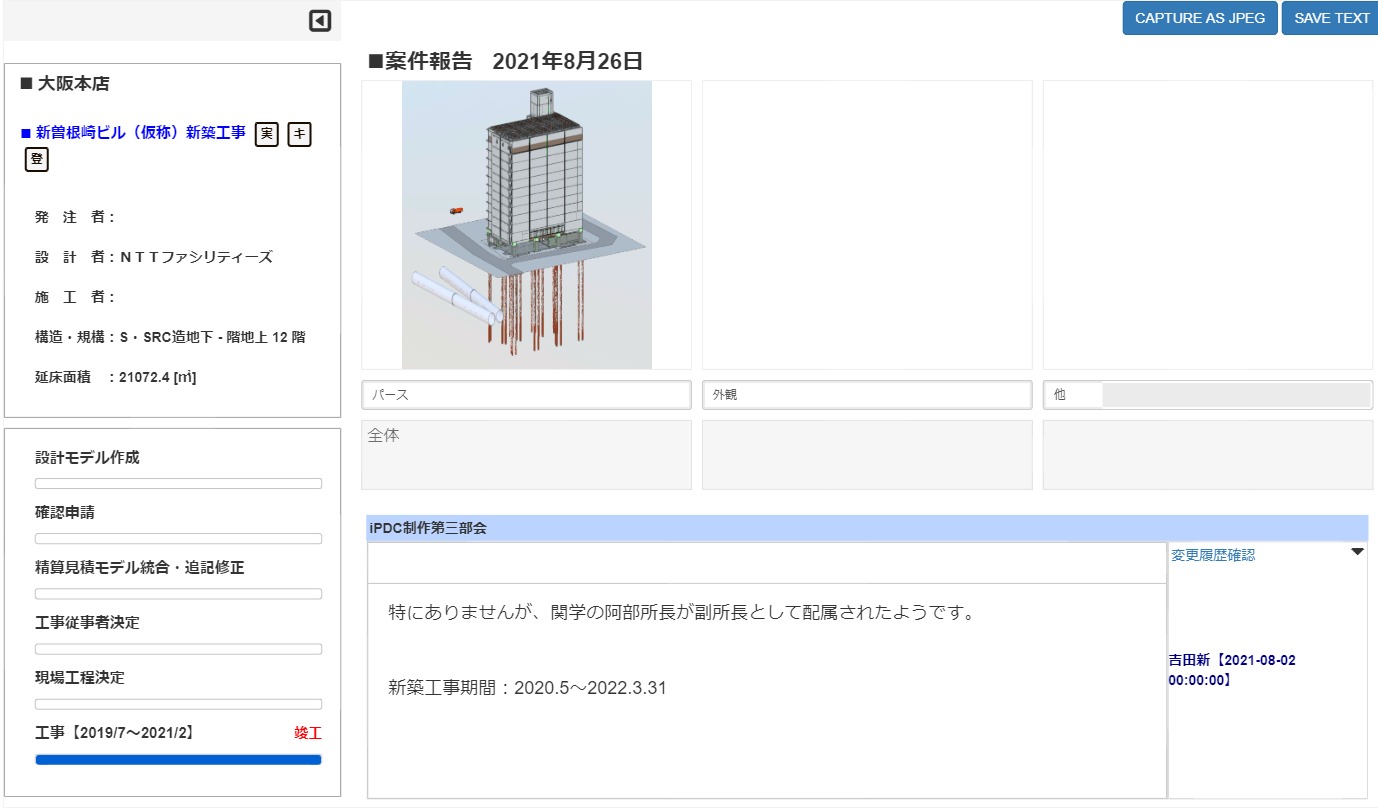 CAPTURE AS JPEG
SAVE TEXT
■案件報告 2021年8月26日
■ 大阪本店
■ 新曽根崎ビル（仮称）新築工事 実 キ
登
発 注 者：
設 計 者：ＮＴＴファシリティーズ
施 工 者：
構造・規模：S・SRC造地下 - 階地上 12 階
延床面積 ：21072.4 [㎡]
設計モデル作成
確認申請
精算見積モデル統合・追記修正
工事従事者決定
現場工程決定
工事【2019/7～2021/2】 竣工
パース
外観
他
全体
iPDC制作第三部会
特にありませんが、関学の阿部所長が副所長として配属されたようです。
新築工事期間：2020.5～2022.3.31
変更履歴確認
吉田新【2021-08-02
00:00:00】